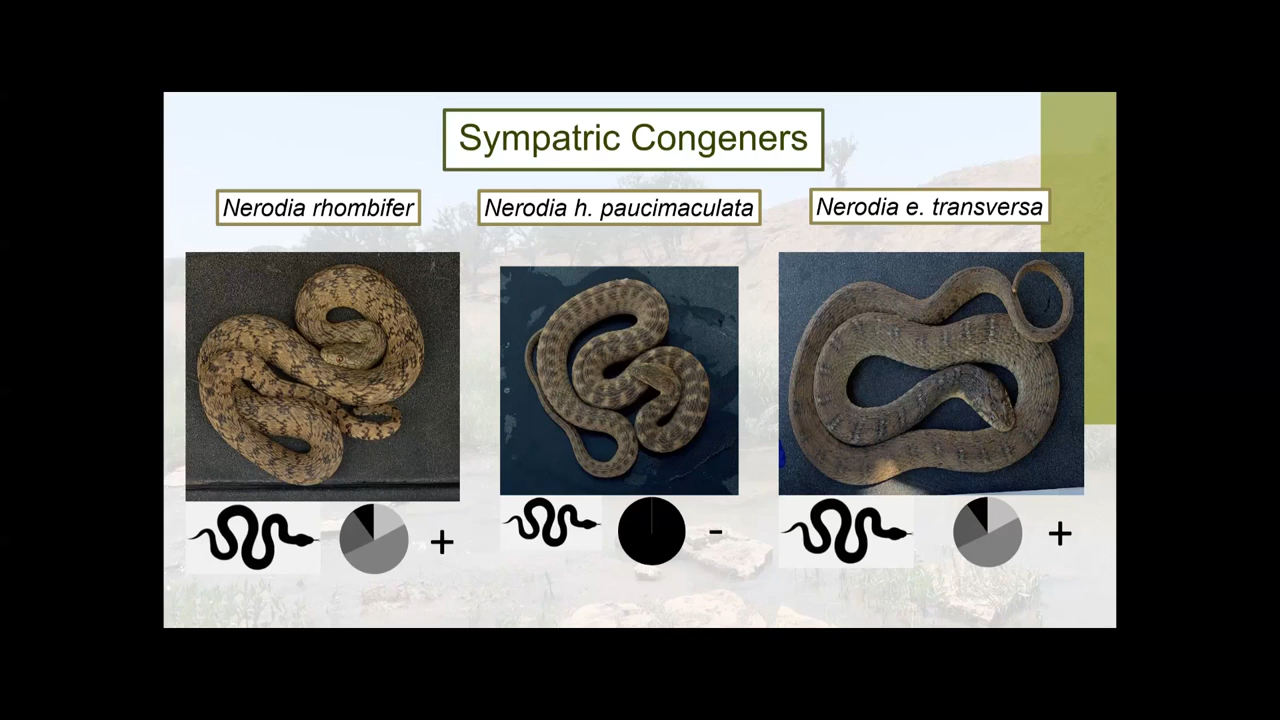 Sympatric Congeners
Nerodia rhombifer
Nerodia h. paucimaculata
Nerodia e. transversa
+
-
+